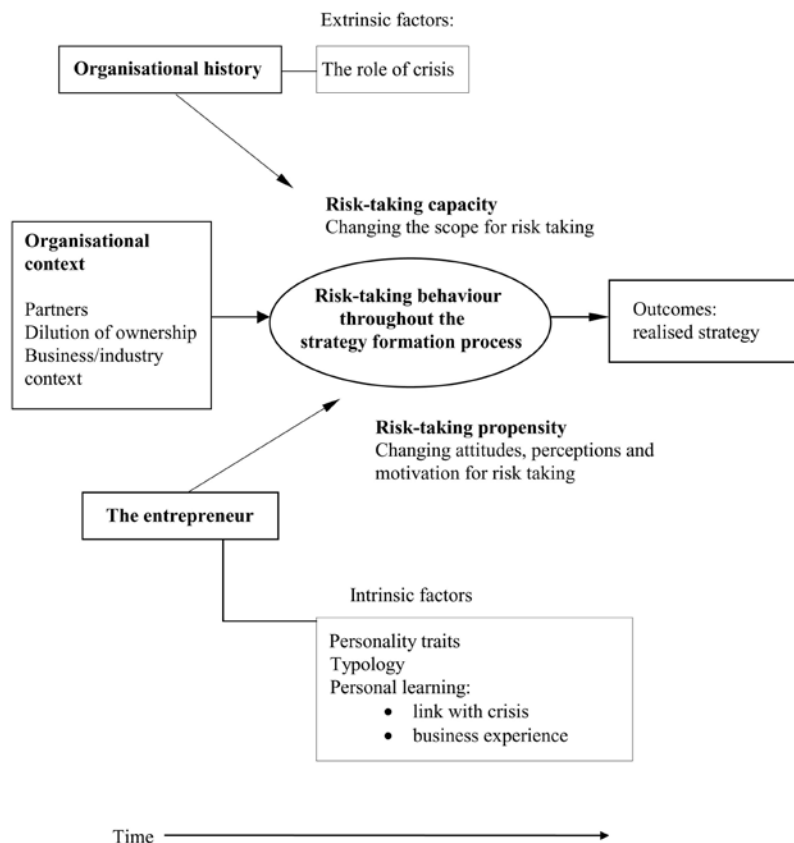 Extrinsic factors:
Organisational history
The role of crisis
Risk-taking capacity
Changing the scope for risk taking
Organisational
context
Partners
Dilution of ownership
Business/industry
context
Risk-taking behaviour
throughout the
strategy formation process
Outcomes:
realised strategy
Risk-taking propensity
Changing attitudes, perceptions and
motivation for risk taking
The entrepreneur
Intrinsic factors
Personality traits
Typology
Personal learning:
• link with crisis
• business experience
Time